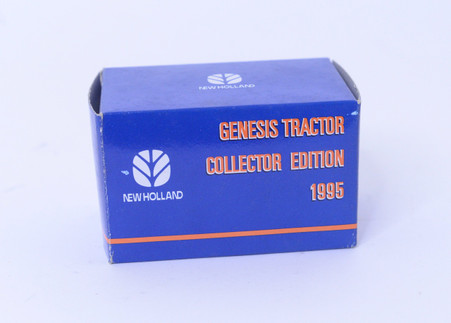 NEW HOLLAND
GENESIS TRACTOR
COLLECTOR EDITION
1995
NEW HOLLAND